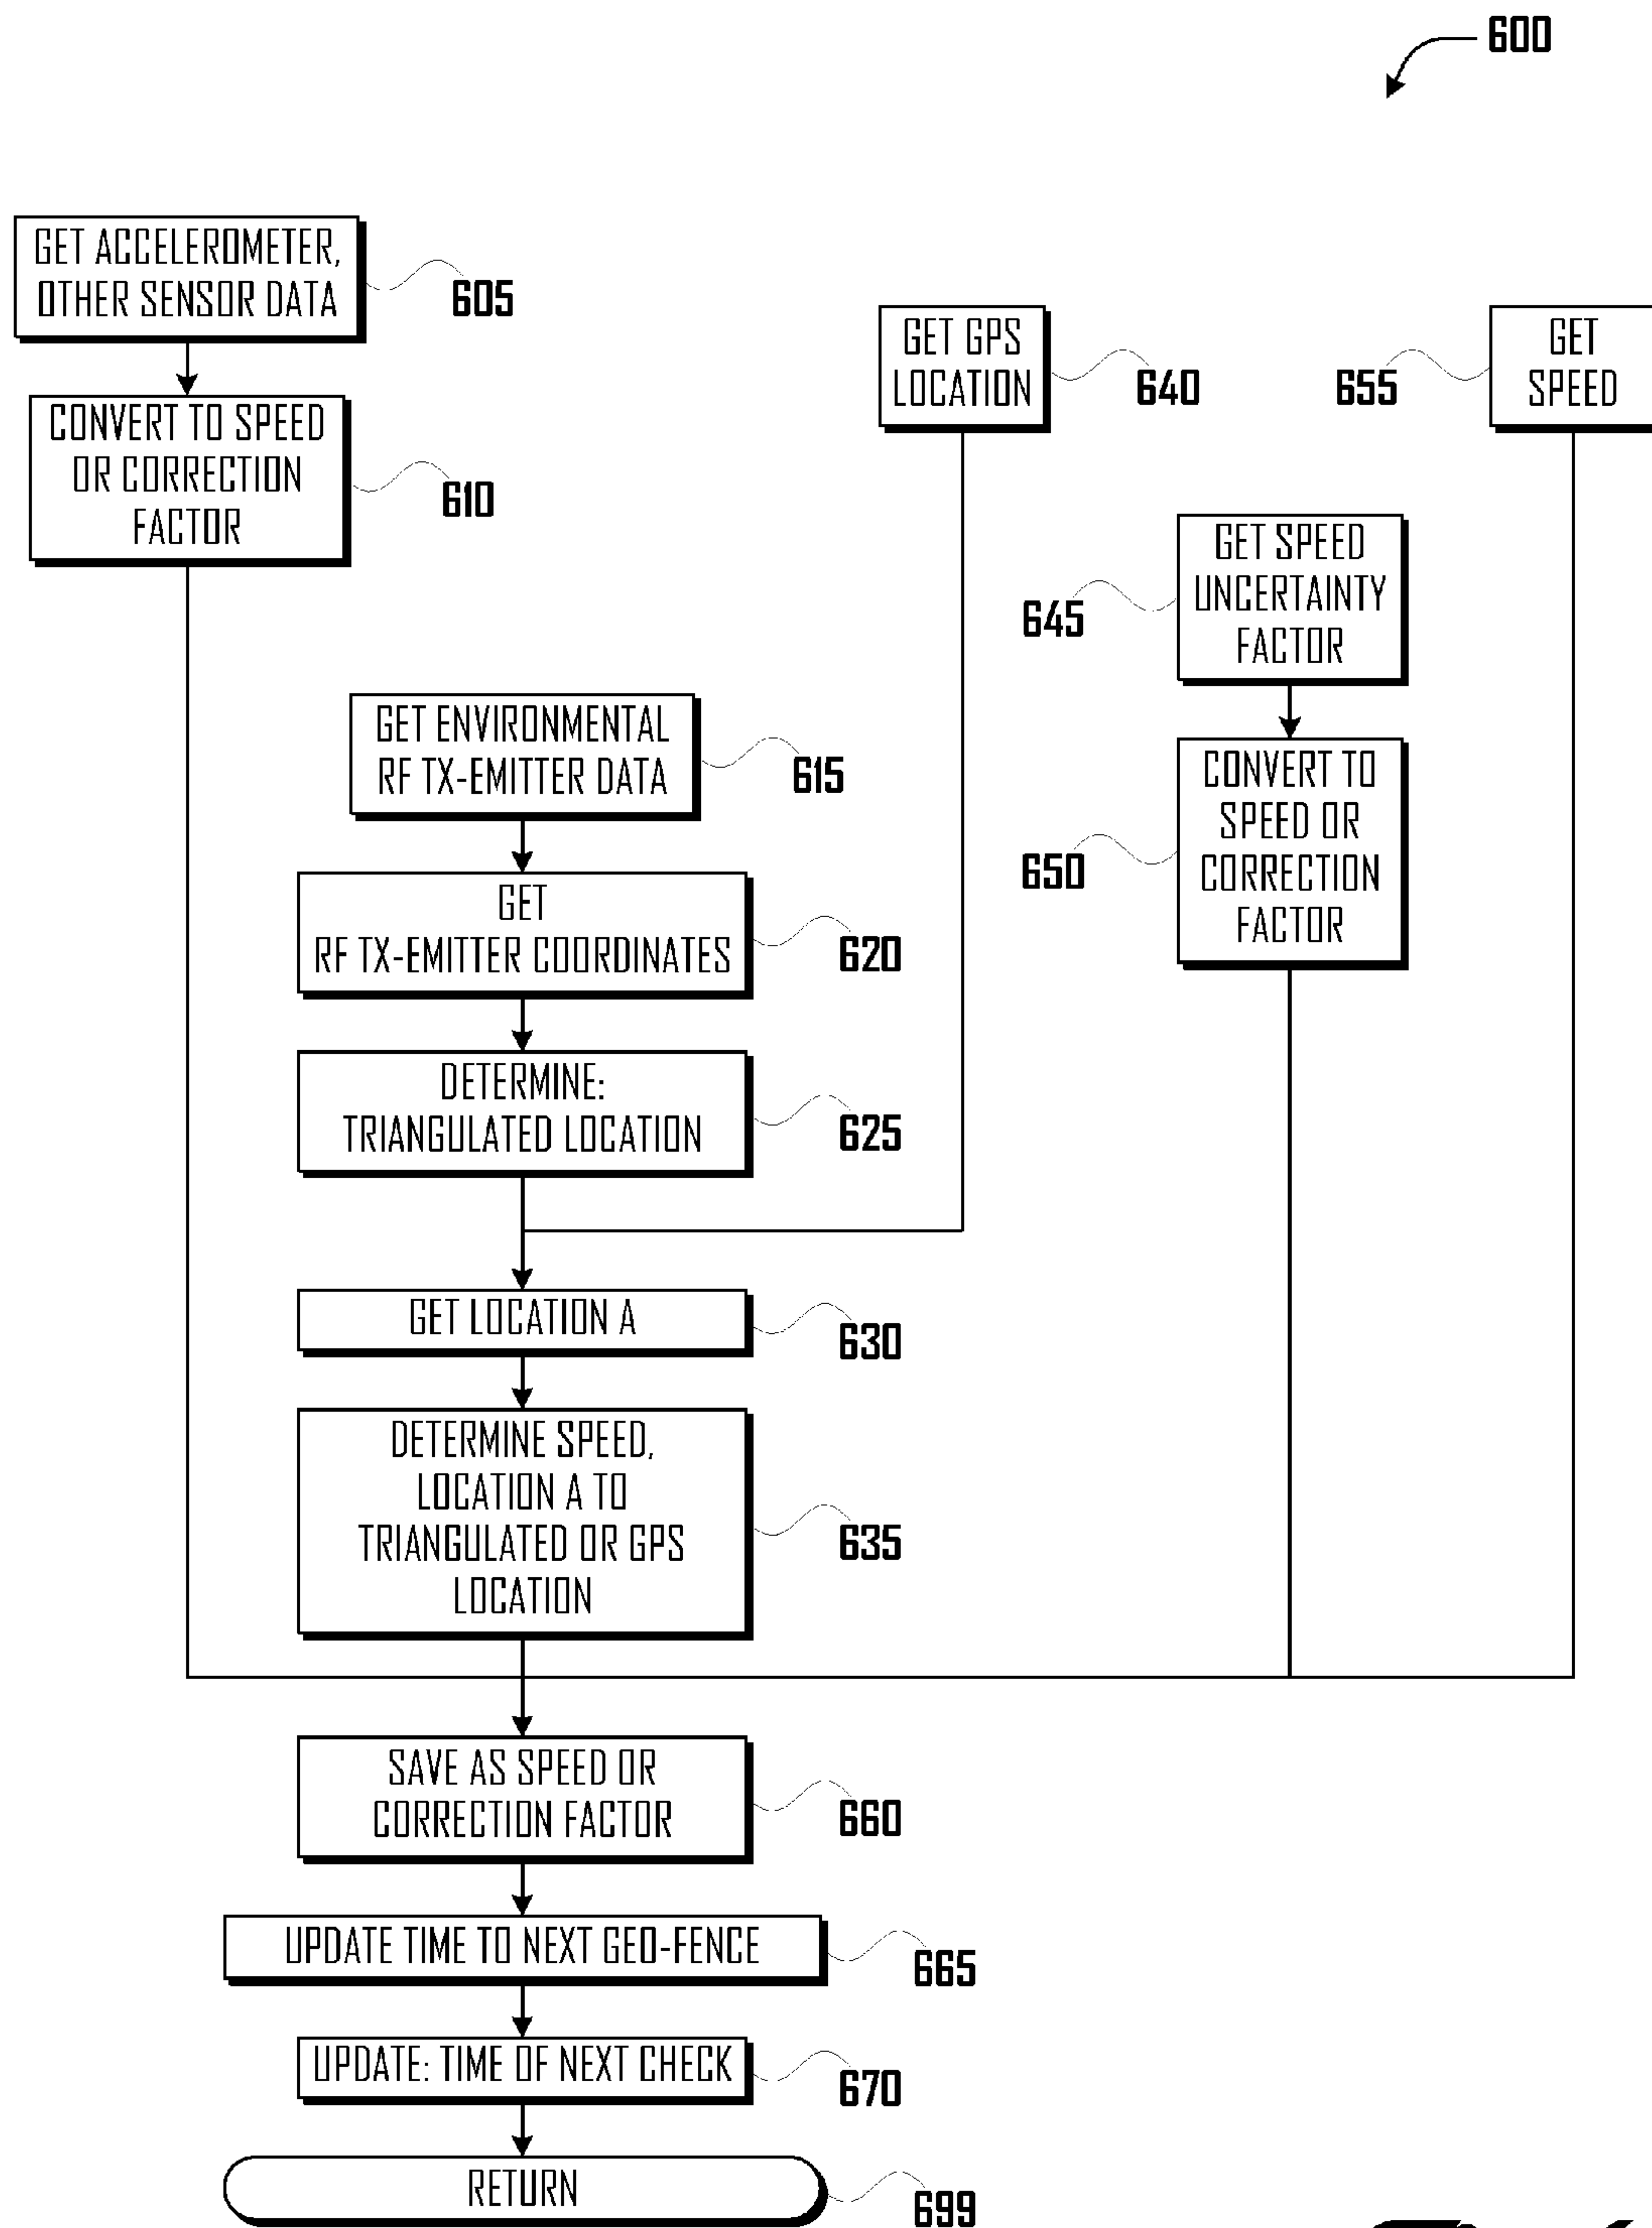 600
GET ACCELEROMETER,
OTHER SENSOR DATA
605
CONVERT TO SPEED
OR CORRECTION
FACTOR
610
GET GPS
LOCATION
640
655
GET
SPEED
645
GET SPEED
UNCERTAINTY
FACTOR
650
CONVERT TO
SPEED OR
CORRECTION
FACTOR
GET ENVIRONMENTAL
RF TX-EMITTER DATA
615
GET
RF TX-EMITTER COORDINATES
620
DETERMINE:
TRIANGULATED LOCATION
625
GET LOCATION A
630
DETERMINE SPEED,
LOCATION A TO
TRIANGULATED OR GPS
LOCATION
635
SAVE AS SPEED OR
CORRECTION FACTOR
660
UPDATE TIME TO NEXT GEO-FENCE
665
UPDATE: TIME OF NEXT CHECK
670
RETURN
699